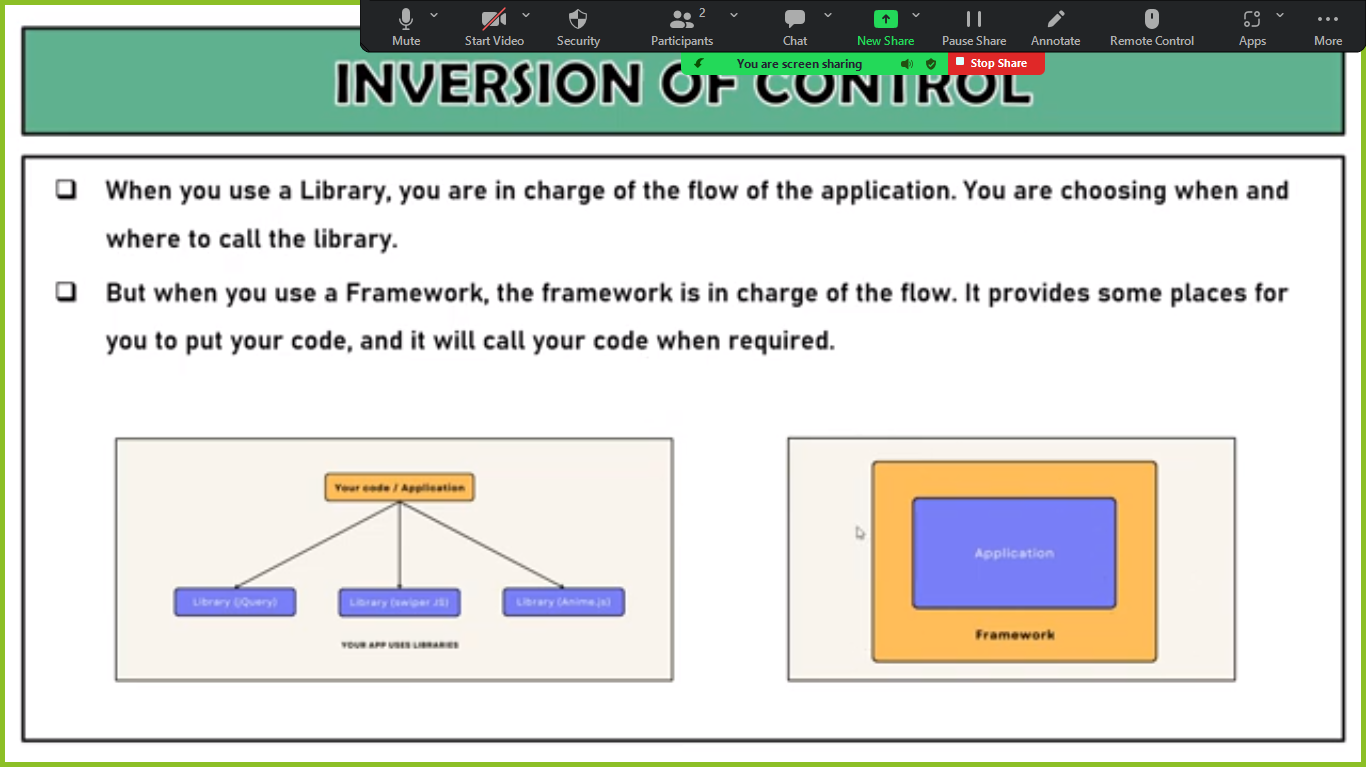 2
Mute
Start Video
Security
Participants
Chat
New Share
Pause Share
Annotate
Remote Control
Apps
More
You are screen sharing
Stop Share
INVERSION OF CONTROL
When you use a Library, you are in charge of the flow of the application. You are choosing when and
where to call the library.
But when you use a Framework, the framework is in charge of the flow. It provides some places for
you to put your code, and it will call your code when required.
Your code / Application
Library (jQuery)
Library (swiper JS)
Library (Anime.js)
YOUR APP USES LIBRARIES
Application
Framework